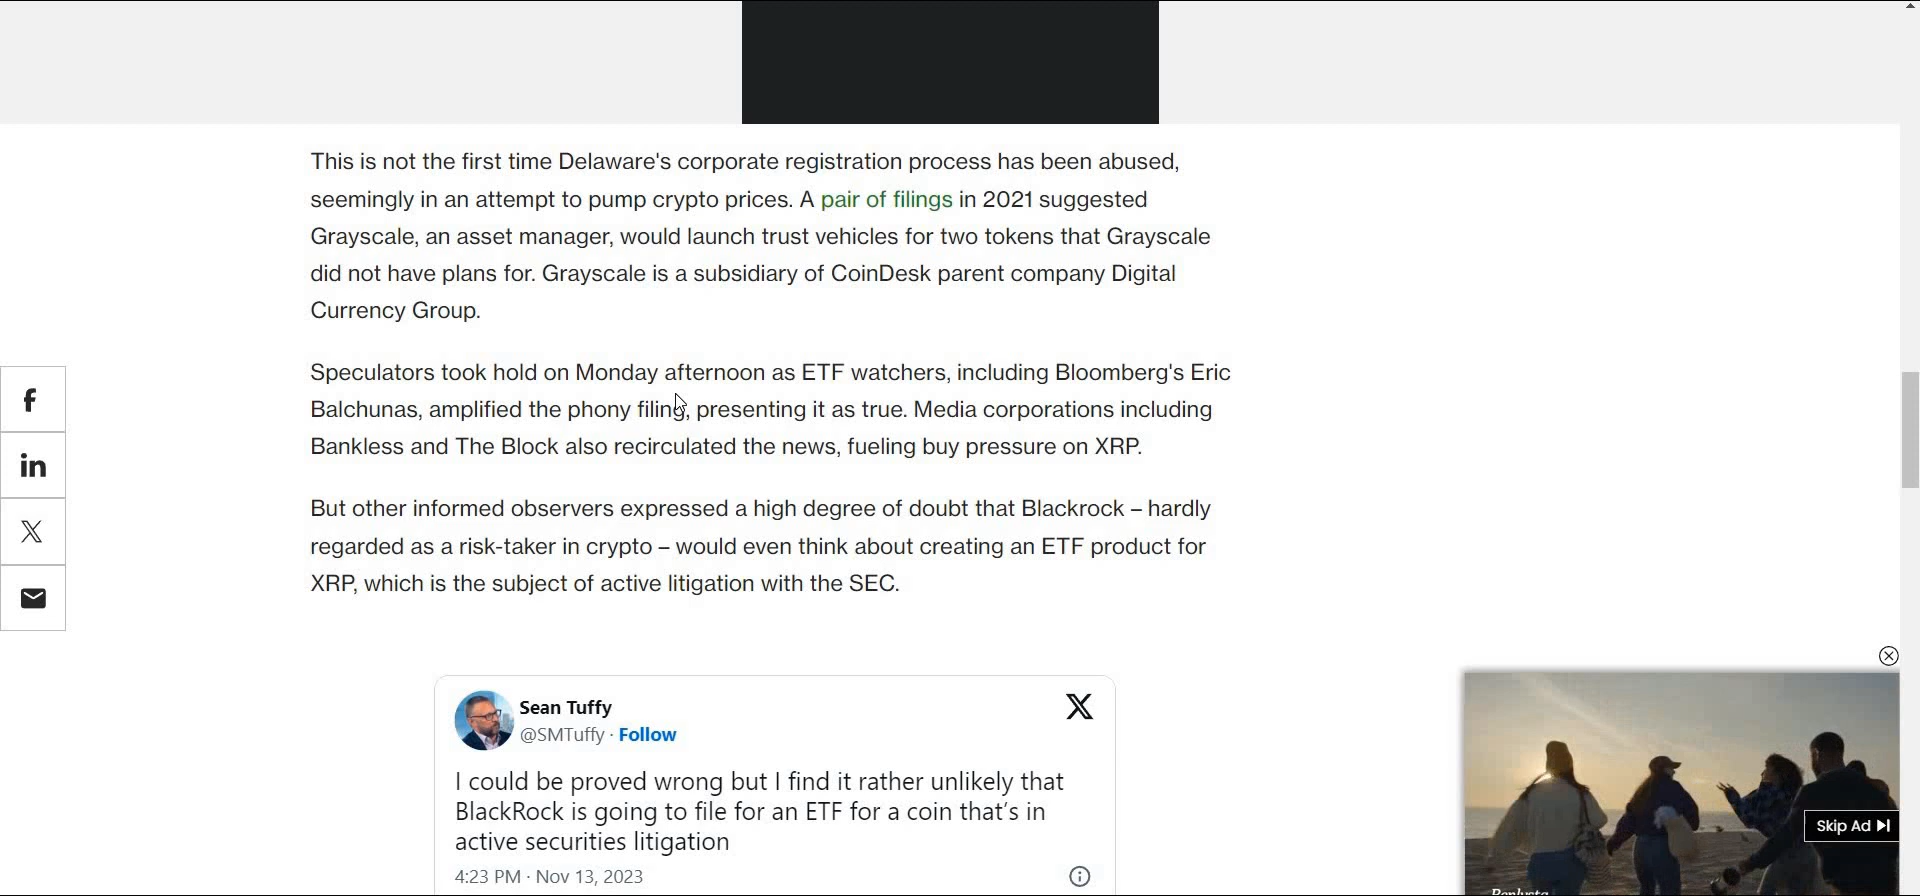 This is not the first time Delaware's corporate registration process has been abused,
seemingly in an attempt to pump crypto prices. A pair of filings in 2021 suggested
Grayscale, an asset manager, would launch trust vehicles for two tokens that Grayscale
did not have plans for. Grayscale is a subsidiary of CoinDesk parent company Digital
Currency Group.
Speculators took hold on Monday afternoon as ETF watchers, including Bloomberg's Eric
Balchunas, amplified the phony filing, presenting it as true. Media corporations including
Bankless and The Block also recirculated the news, fueling buy pressure on XRP.
But other informed observers expressed a high degree of doubt that Blackrock – hardly
regarded as a risk-taker in crypto – would even think about creating an ETF product for
XRP, which is the subject of active litigation with the SEC.
Sean Tuffy
@SMTuffy · Follow
I could be proved wrong but I find it rather unlikely that
BlackRock is going to file for an ETF for a coin that's in
active securities litigation
4:23 PM · Nov 13, 2023
Skip Ad